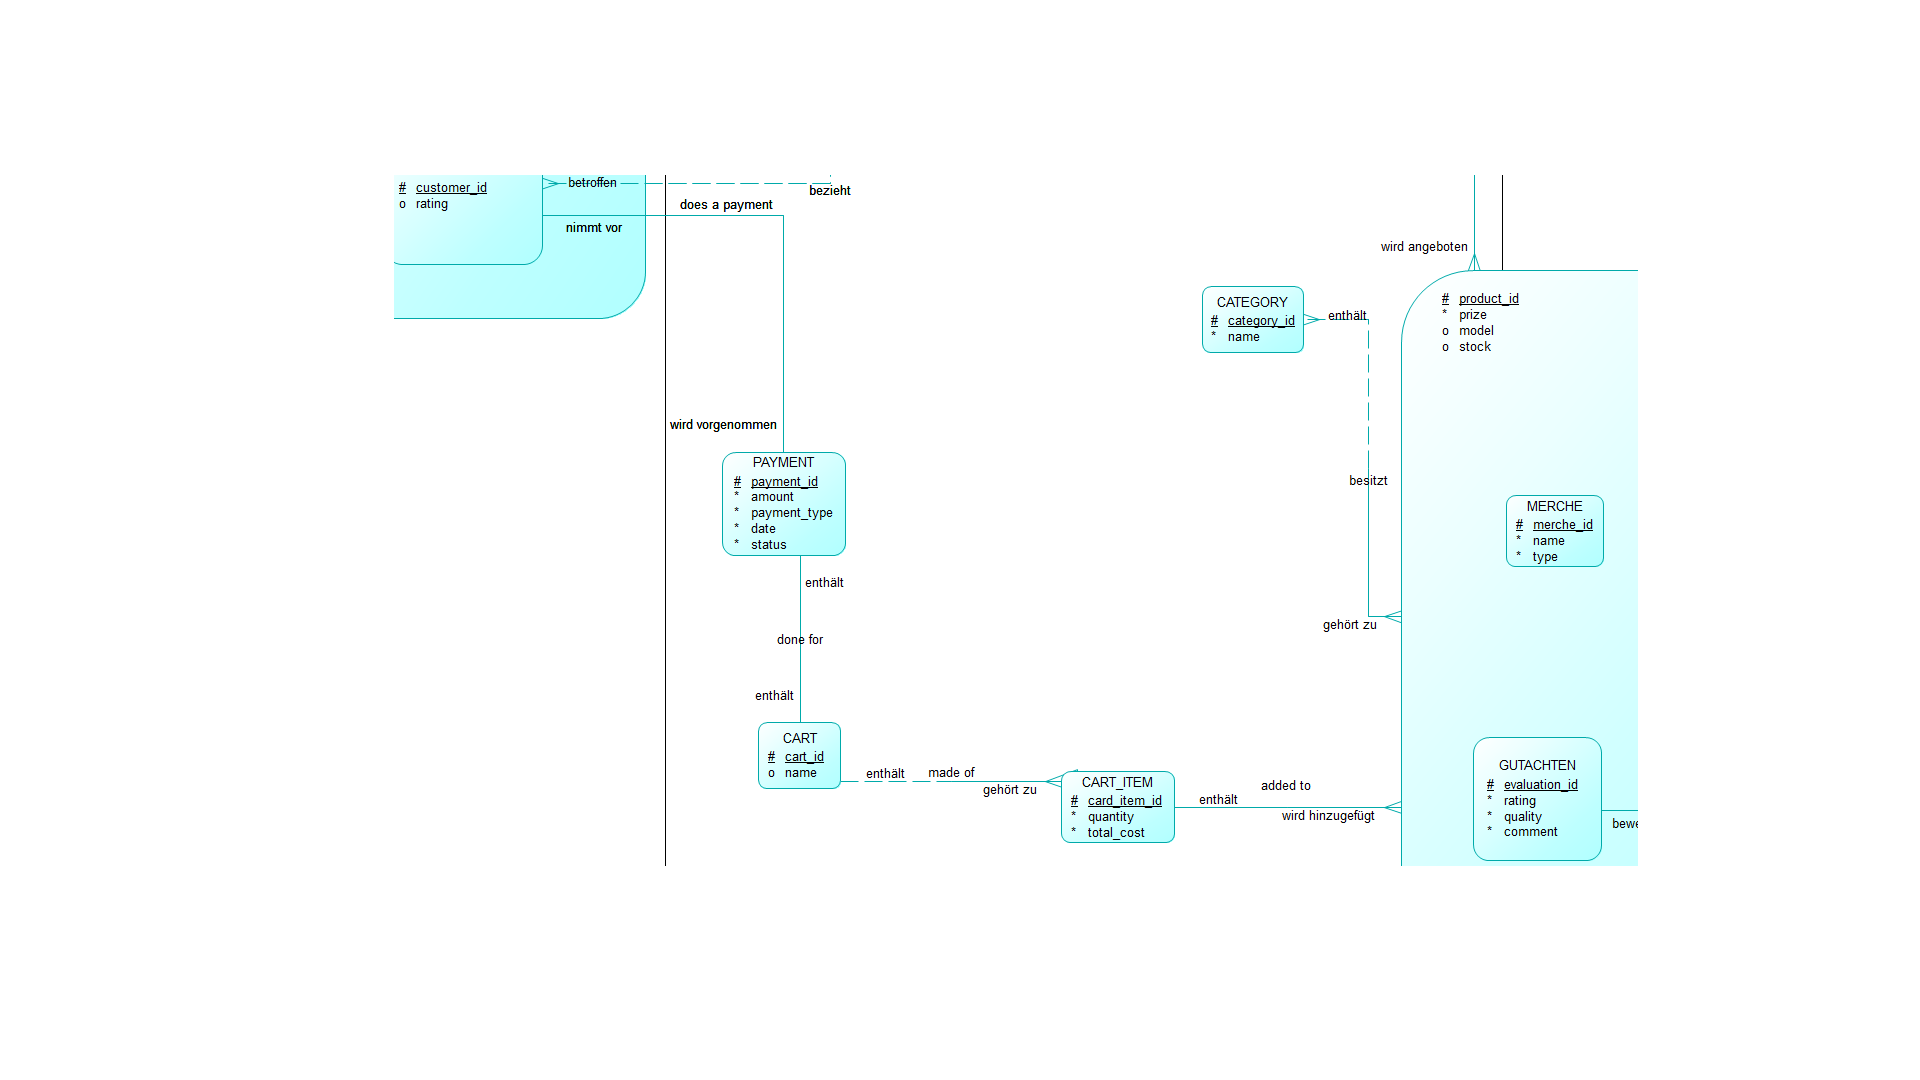 # customer_id
o rating
betroffen
bezieht
does a payment
nimmt vor
wird vorgenommen
PAYMENT
# payment_id
* amount
* payment_type
* date
* status
enthält
done for
enthält
CART
# cart_id
o name
enthält
made of
gehört zu
CART_ITEM
# card_item_id
* quantity
* total_cost
enthält
added to
wird hinzugefügt
CATEGORY
# category_id
* name
enthält
besitzt
gehört zu
wird angeboten
# product_id
* prize
o model
o stock
MERCHE
# merche_id
* name
* type
GUTACHTEN
# evaluation_id
* rating
* quality
* comment